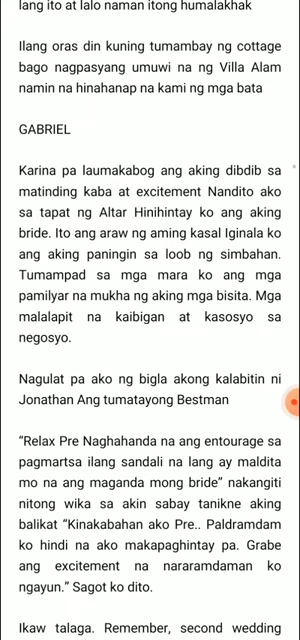 lang ito at lalo naman itong humalakhak
Ilang oras din kuning tumambay ng cottage
bago nagpasyang umuwi na ng Villa Alam
namin na hinahanap na kami ng mga bata
GABRIEL
Karina pa laumakabog ang aking dibdib sa
matinding kaba at excitement Nandito ako
sa tapat ng Altar Hinihintay ko ang aking
bride. Ito ang araw ng aming kasal Iginala ko
ang aking paningin sa loob ng simbahan.
Tumampad sa mga mara ko ang mga
pamilyar na mukha ng aking mga bisita. Mga
malalapit na kaibigan at kasosyo sa
negosyo.
Nagulat pa ako ng bigla akong kalabitin ni
Jonathan Ang tumatayong Bestman
“Relax Pre Naghahanda na ang entourage sa
pagmartsa ilang sandali na lang ay maldita
mo na ang maganda mong bride” nakangiti
nitong wika sa akin sabay tanikne aking
balikat “Kinakabahan ako Pre.. Paldramdam
ko hindi na ako makapaghintay pa. Grabe
ang excitement na nararamdaman ko
ngayun.” Sagot ko dito.
Ikaw talaga. Remember, second wedding